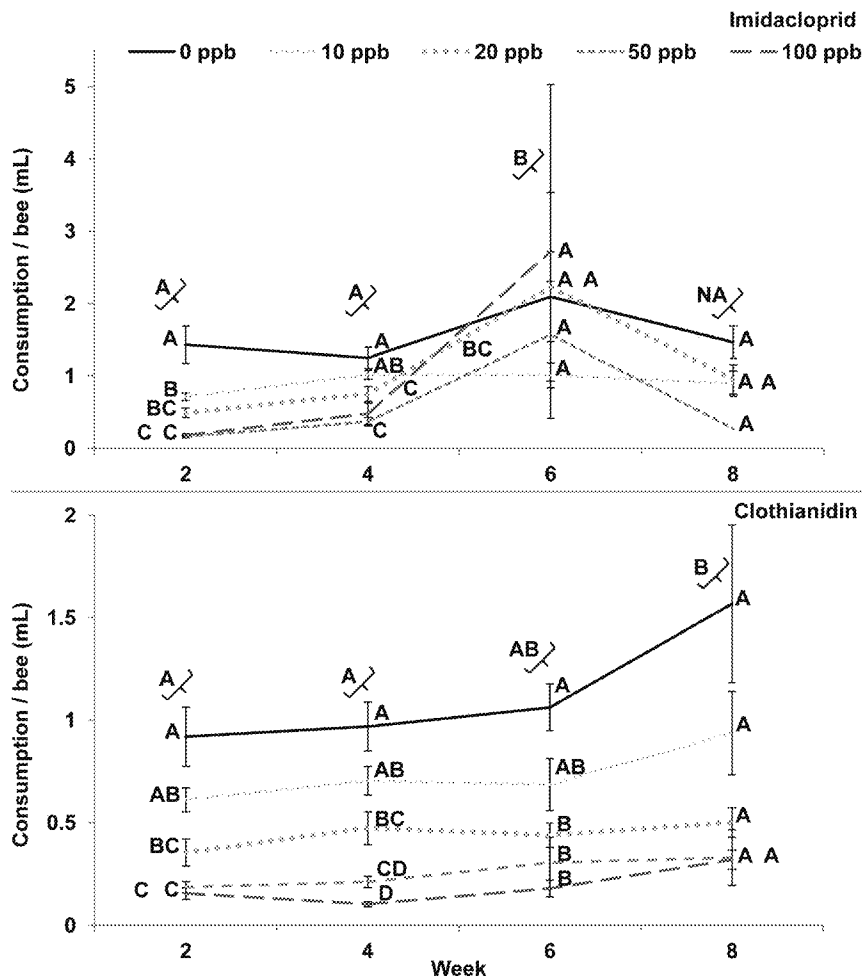 Imidacloprid
0 ppb 10 ppb 20 ppb 50 ppb 100 ppb
Consumption / bee (mL)
5
4
3
2
1
0
A
A
B
NA
A
B
BC
C C
A
AB
C
C
BC
A
A A
A
A
A
A A
A
2 4 6 8
Clothianidin
Consumption / bee (mL)
2
1.5
1
0.5
0
A
A
AB
B
A
AB
BC
C C
A
AB
BC
CD
D
A
AB
B
B
B
A
A
A
A A
2 4 6 8
Week